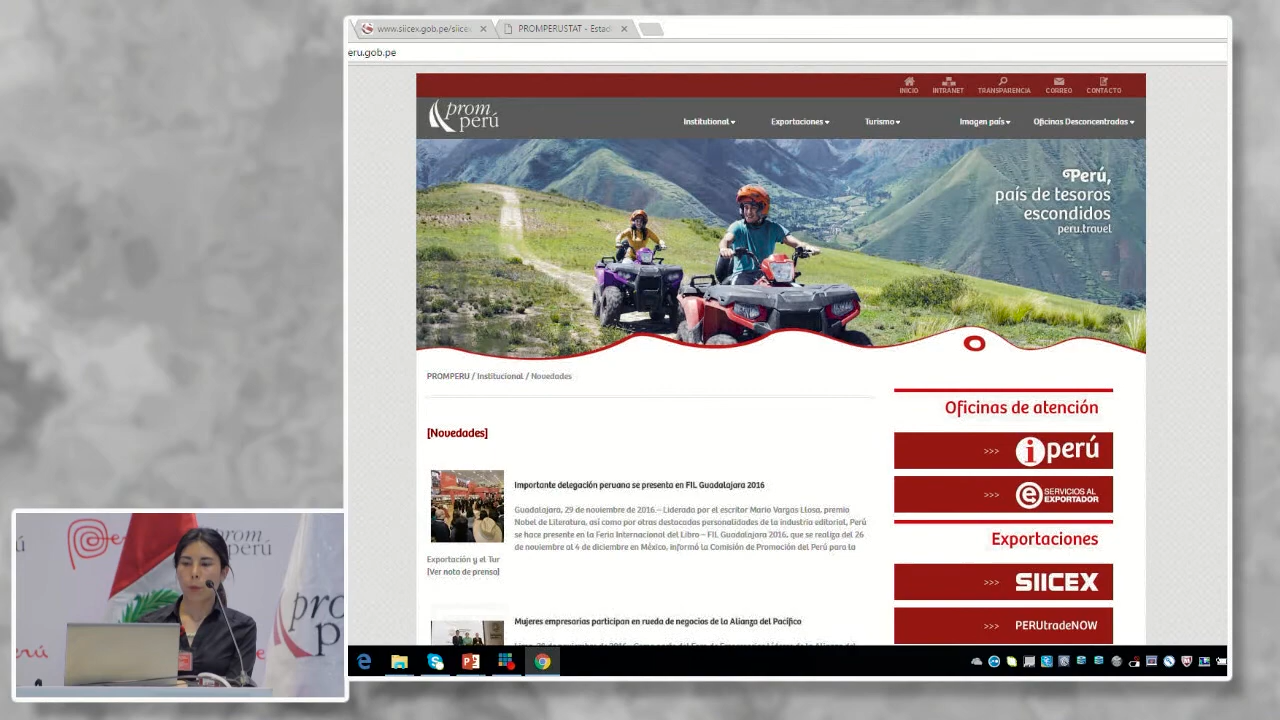 www.siicex.gob.pe/siicex
PROMPERUSTAT - Estad
eru.gob.pe
INICIO
INTRANET
TRANSPARENCIA
CORREO
CONTACTO
prom
perú
Institutional
Exportaciones
Turismo
Imagen país
Oficinas Desconcentradas
Perú,
país de tesoros
escondidos
peru.travel
PROMPERU / Institucional / Novedades
[Novedades]
Importante delegación peruana se presenta en FIL Guadalajara 2016
Guadalajara, 29 de noviembre de 2016.– Liderada por el escritor Mario Vargas Llosa, premio
Nobel de Literatura, así como por otras destacadas personalidades de la industria editorial, Perú
se hace presente en la Feria Internacional del Libro – FIL Guadalajara 2016, que se realiza del 26
de noviembre al 4 de diciembre en México, informó la Comisión de Promoción del Perú para la
Exportación y el Tur
[Ver nota de prensa]
Mujeres empresarias participan en rueda de negocios de la Alianza del Pacífico
Oficinas de atención
>>> iperú
>>> e SERVICIOS AL
EXPORTADOR
Exportaciones
>>> SIICEX
>>> PERUtradeNOW
rom
erú
pro
P
erú